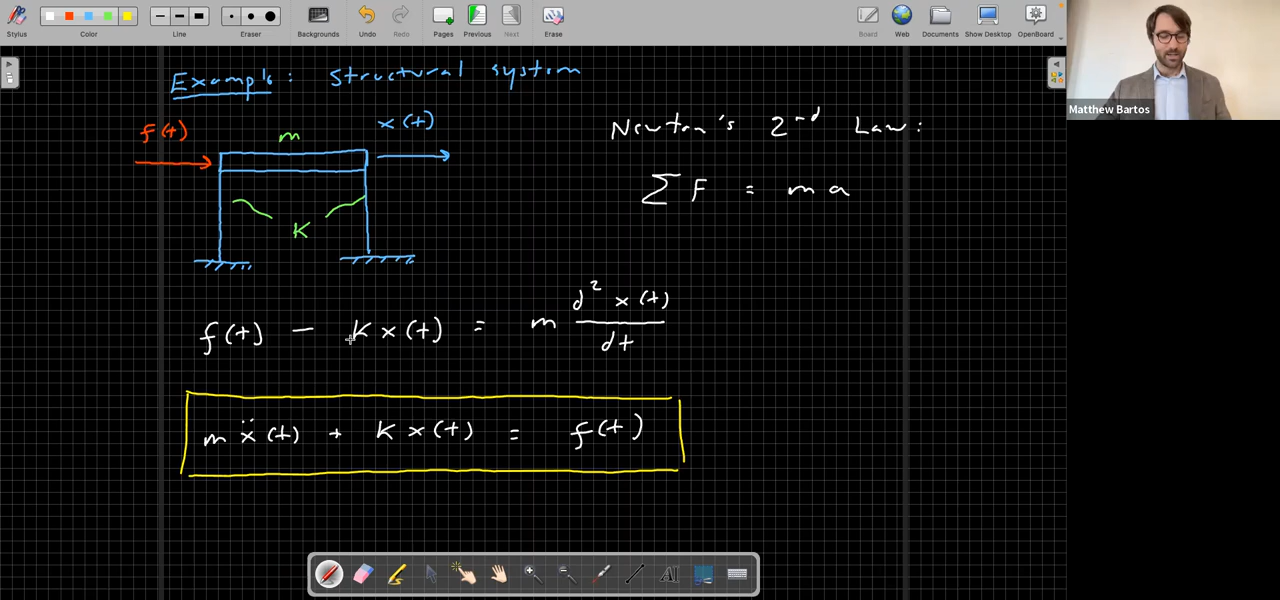 Stylus Color Line Eraser Backgrounds Undo Redo Pages Previous Next Erase Board Web Documents Show Desktop OpenBoard
Matthew Bartos
Example: Structural system
f(t)
m
x(t)
K
Newton's 2nd Law:
∑ F = m a
f(t) − K x(t) = m d² x(t) / dt
m ẍ(t) + K x(t) = f(t)